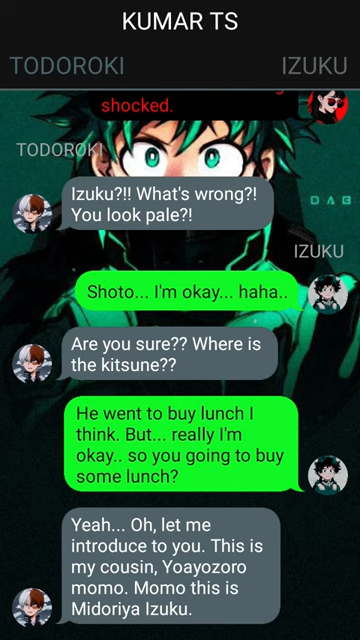 KUMAR TS
TODOROKI
IZUKU
shocked.
TODOROKI
DAB
Izuku?!! What's wrong?!
You look pale?!
IZUKU
Shoto... I'm okay... haha..
Are you sure?? Where is
the kitsune??
He went to buy lunch I
think. But... really I'm
okay.. so you going to buy
some lunch?
Yeah... Oh, let me
introduce to you. This is
my cousin, Yoayozoro
momo. Momo this is
Midoriya Izuku.